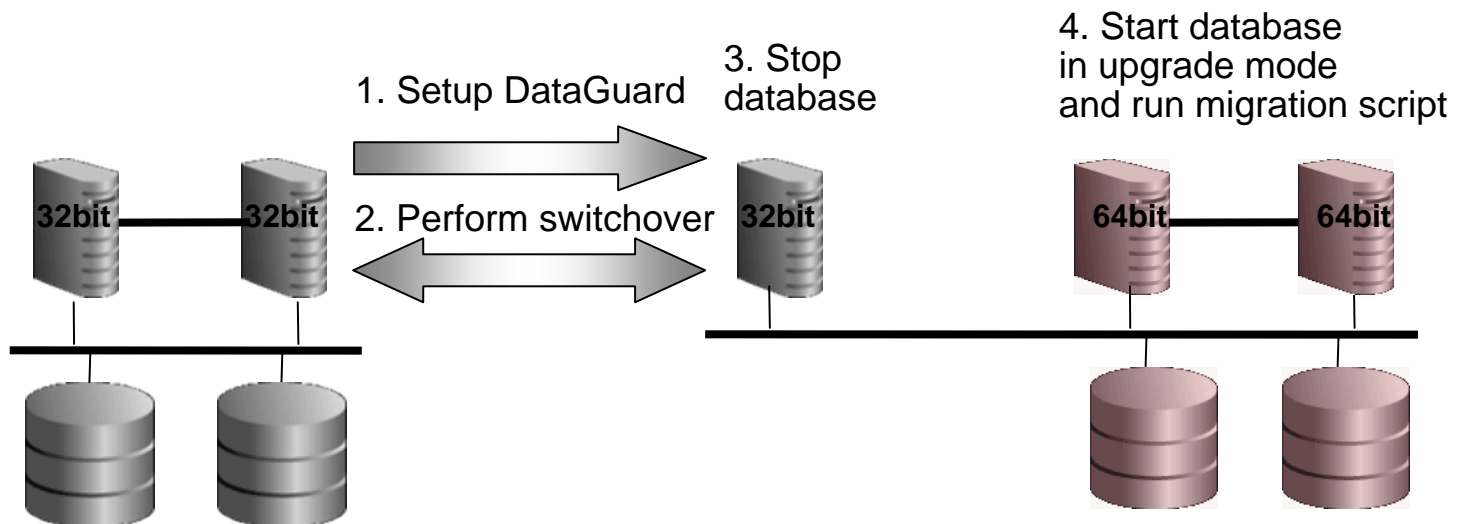 1. Setup DataGuard
2. Perform switchover
3. Stop
database
4. Start database
in upgrade mode
and run migration script
32bit
32bit
32bit
64bit
64bit